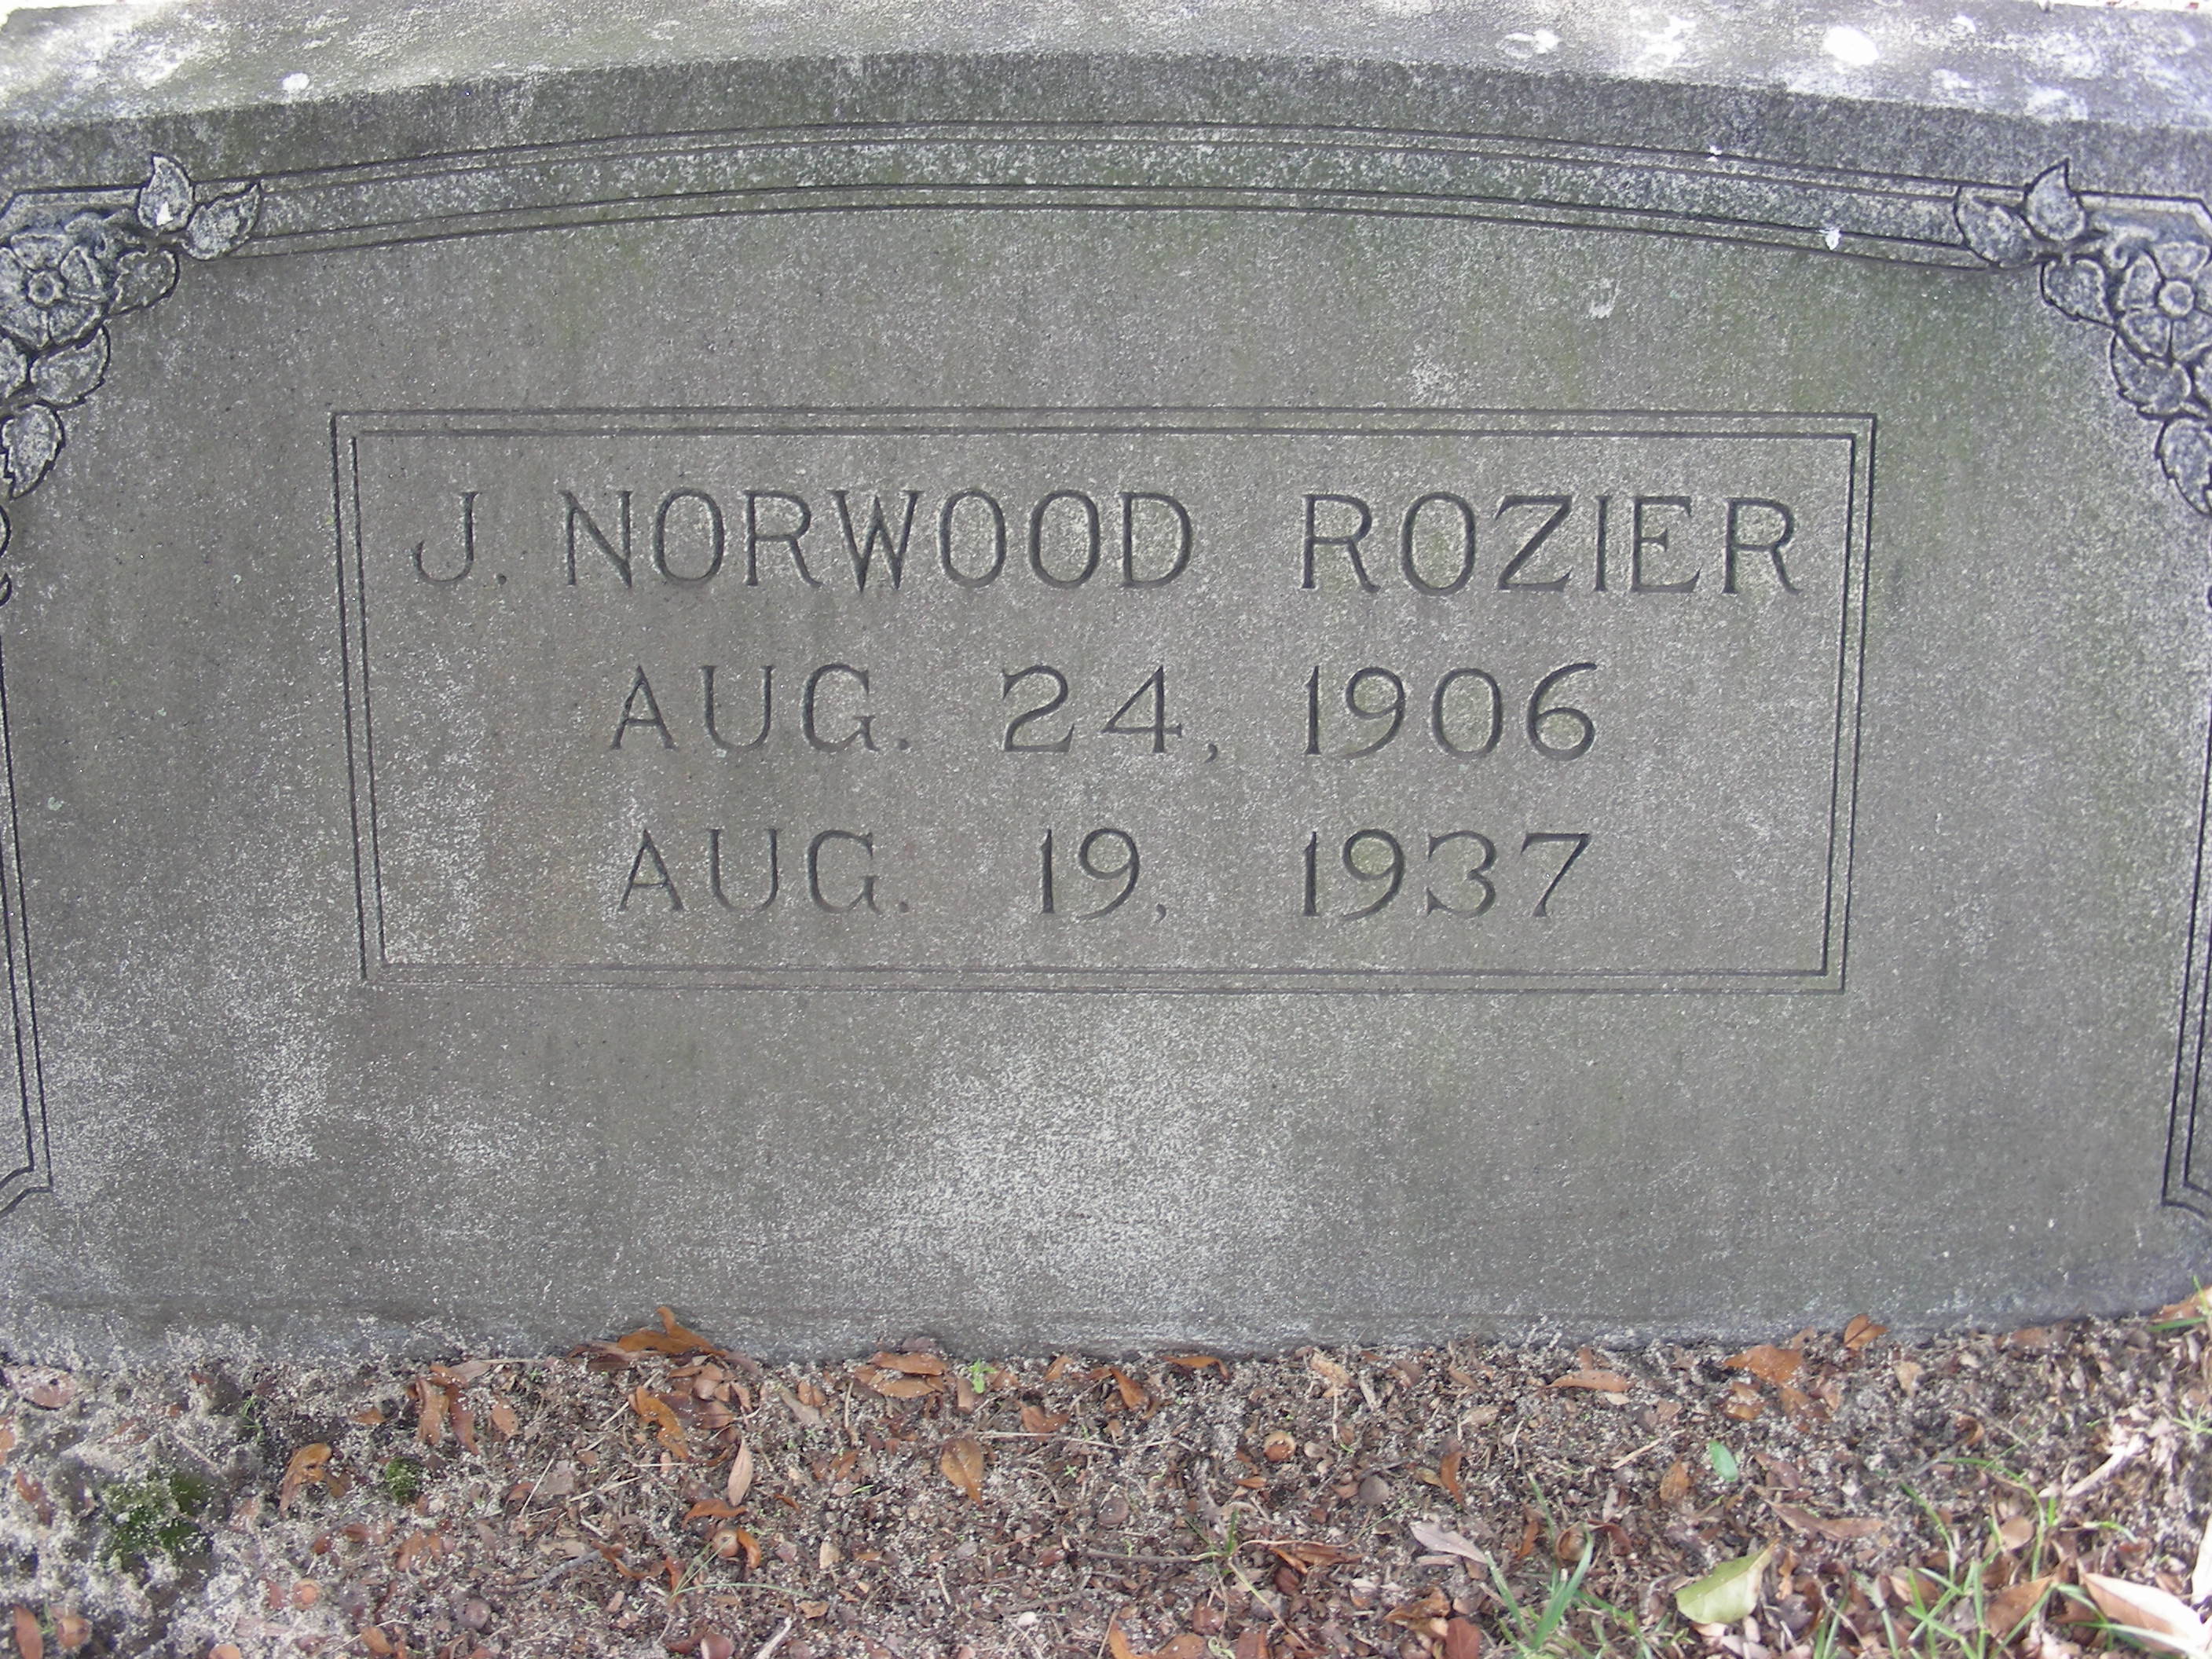 J. NORWOOD ROZIER
AUG. 24, 1906
AUG. 19, 1937